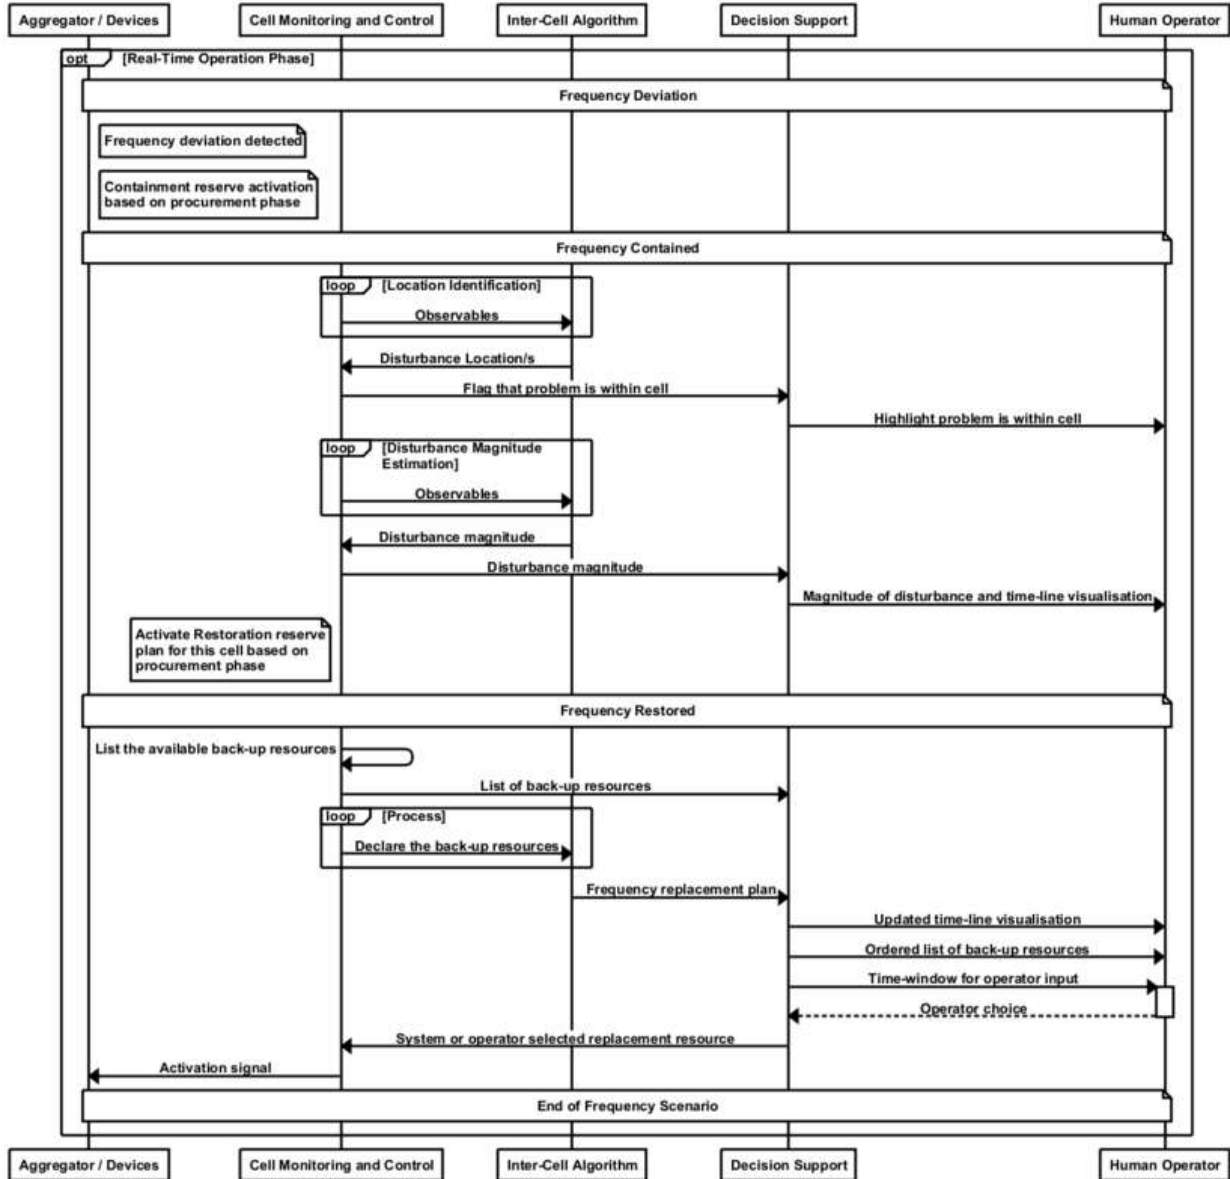 Aggregator / Devices
Cell Monitoring and Control
Inter-Cell Algorithm
Decision Support
Human Operator
opt
[Real-Time Operation Phase]
Frequency Deviation
Frequency deviation detected
Containment reserve activation
based on procurement phase
Frequency Contained
loop
[Location Identification]
Observables
Disturbance Location/s
Flag that problem is within cell
Highlight problem is within cell
loop
[Disturbance Magnitude
Estimation]
Observables
Disturbance magnitude
Disturbance magnitude
Magnitude of disturbance and time-line visualisation
Activate Restoration reserve
plan for this cell based on
procurement phase
Frequency Restored
List the available back-up resources
List of back-up resources
loop
[Process]
Declare the back-up resources
Frequency replacement plan
Updated time-line visualisation
Ordered list of back-up resources
Time-window for operator input
Operator choice
System or operator selected replacement resource
Activation signal
End of Frequency Scenario
Aggregator / Devices
Cell Monitoring and Control
Inter-Cell Algorithm
Decision Support
Human Operator